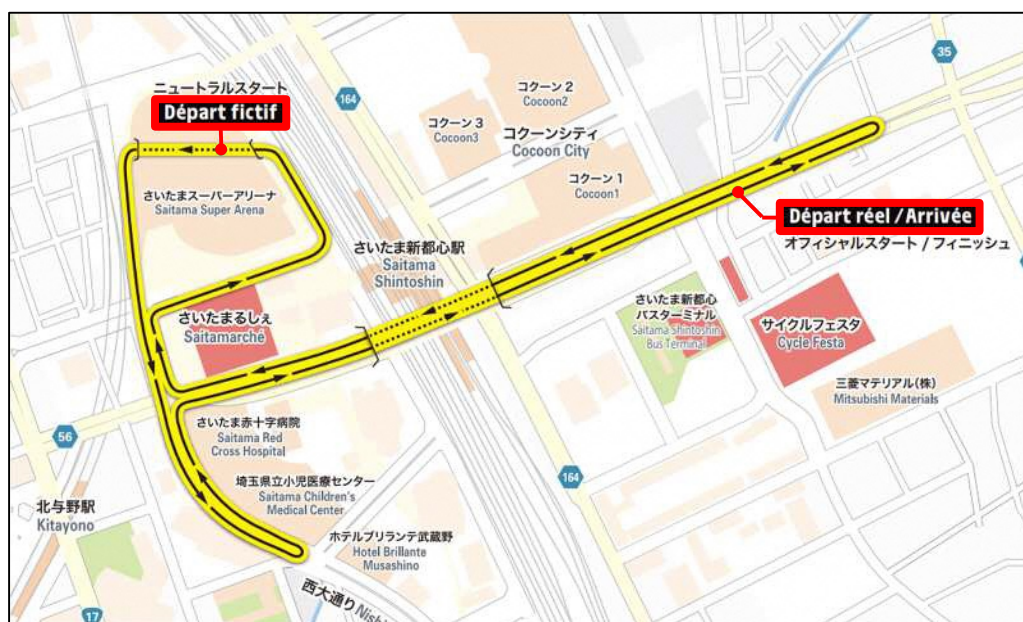 ニュートラルスタート
Départ fictif
164
35
コクーン 2
Cocoon2
コクーン 3
Cocoon3
コクーンシティ
Cocoon City
コクーン 1
Cocoon1
さいたまスーパーアリーナ
Saitama Super Arena
Départ réel / Arrivée
オフィシャルスタート / フィニッシュ
さいたま新都心駅
Saitama
Shintoshin
さいたまるしぇ
Saitamarché
さいたま新都心
バスターミナル
Saitama Shintoshin
Bus Terminal
サイクルフェスタ
Cycle Festa
三菱マテリアル(株)
Mitsubishi Materials
さいたま赤十字病院
Saitama Red
Cross Hospital
56
埼玉県立小児医療センター
Saitama Children's
Medical Center
164
北与野駅
Kitayono
ホテルブリランテ武蔵野
Hotel Brillante
Musashino
西大通り Nish
17